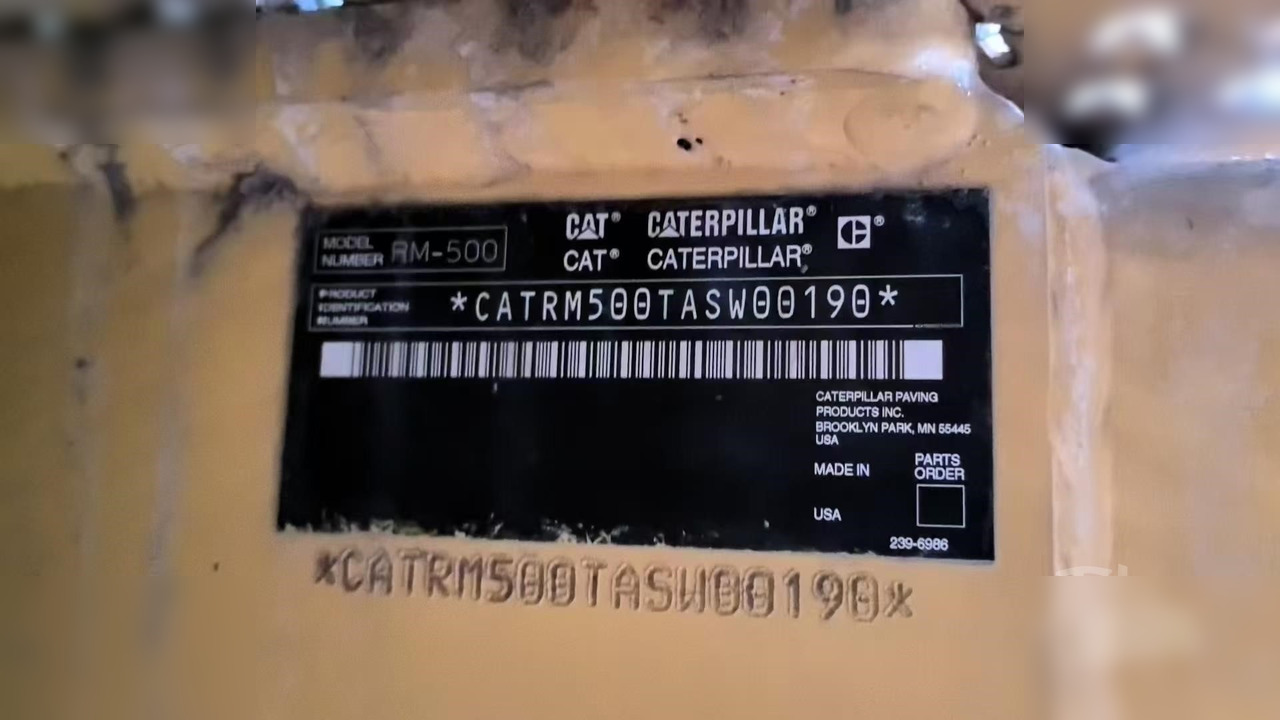 MODEL NUMBER RM-500
CAT® CATERPILLAR® ®
CAT® CATERPILLAR®
PRODUCT IDENTIFICATION NUMBER *CATRM500TASW00190*
CATERPILLAR PAVING
PRODUCTS INC.
BROOKLYN PARK, MN 55445
USA
MADE IN
USA
PARTS
ORDER
239-6986
*CATRM500TASW00190*